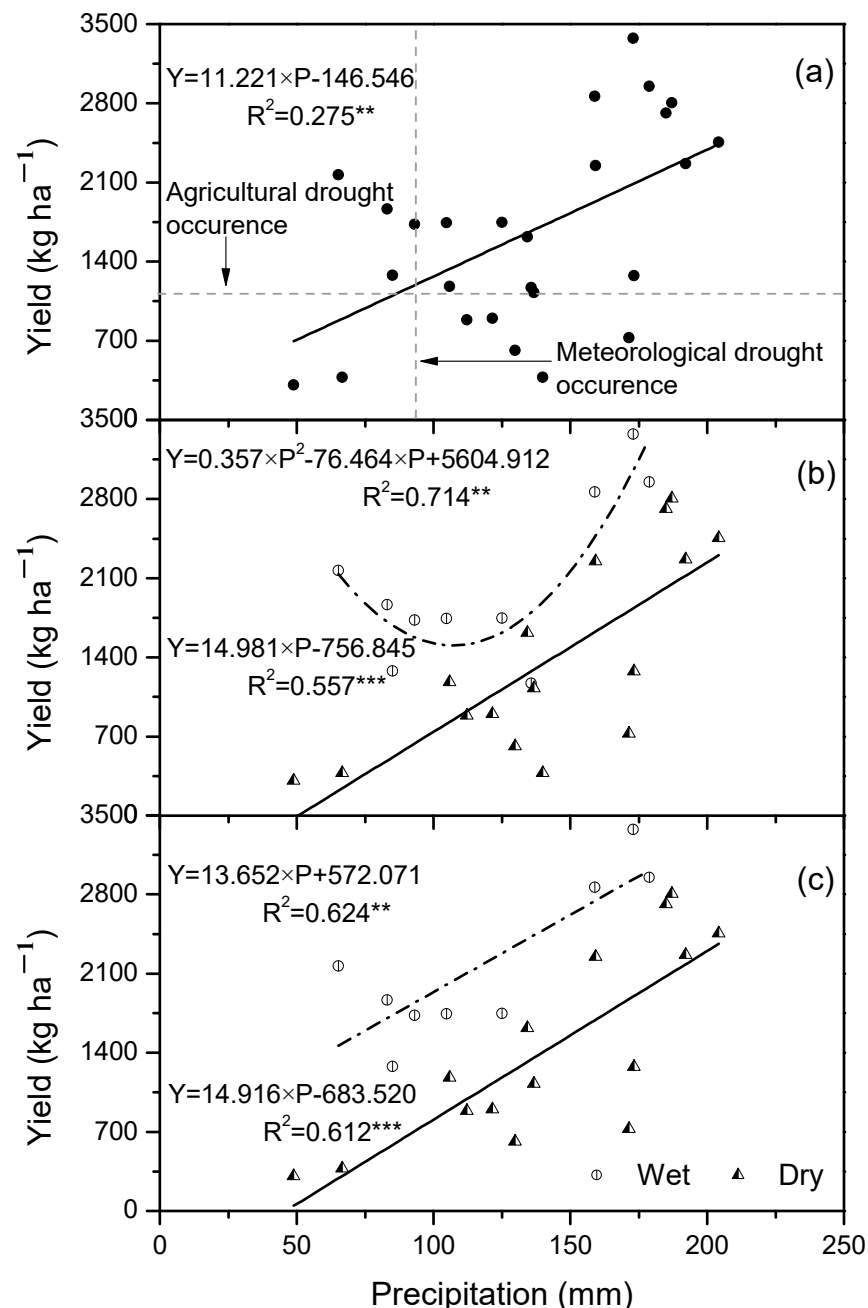 3500
2800
2100
1400
700
Yield (kg ha⁻¹)
(a)
Y=11.221×P-146.546
R²=0.275**
Agricultural drought
occurence
Meteorological drought
occurence
3500
2800
2100
1400
700
Yield (kg ha⁻¹)
(b)
Y=0.357×P²-76.464×P+5604.912
R²=0.714**
Y=14.981×P-756.845
R²=0.557***
3500
2800
2100
1400
700
0
Yield (kg ha⁻¹)
(c)
Y=13.652×P+572.071
R²=0.624**
Y=14.916×P-683.520
R²=0.612***
Wet Dry
0 50 100 150 200 250
Precipitation (mm)